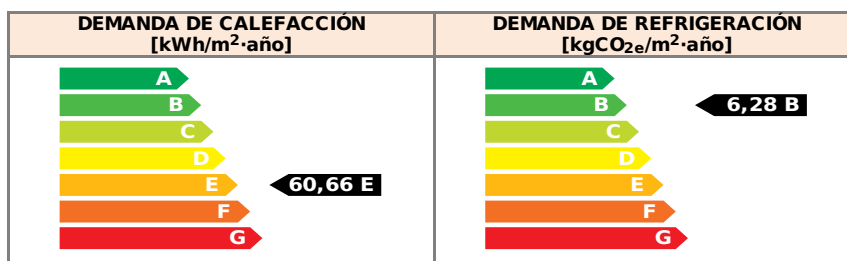 DEMANDA DE CALEFACCIÓN
[kWh/m²·año]
A
B
C
D
E
60,66 E
F
G
DEMANDA DE REFRIGERACIÓN
[kgCO₂e/m²·año]
A
B
6,28 B
C
D
E
F
G